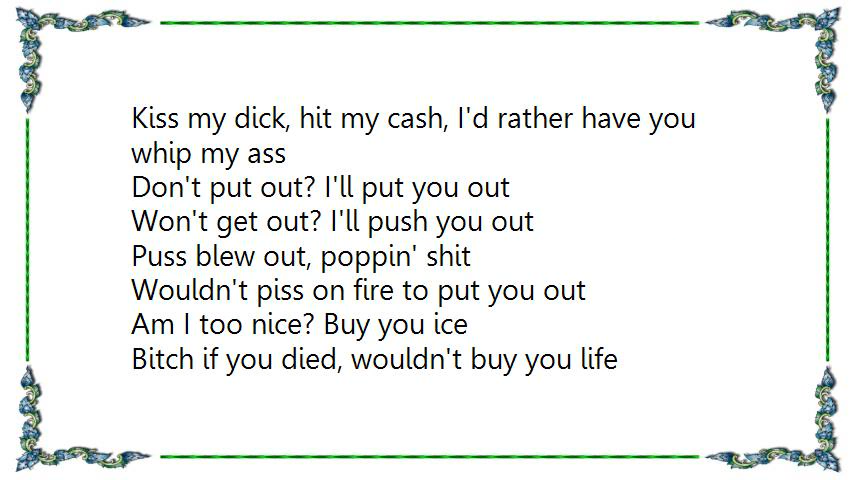 Kiss my dick, hit my cash, I'd rather have you
whip my ass
Don't put out? I'll put you out
Won't get out? I'll push you out
Puss blew out, poppin' shit
Wouldn't piss on fire to put you out
Am I too nice? Buy you ice
Bitch if you died, wouldn't buy you life